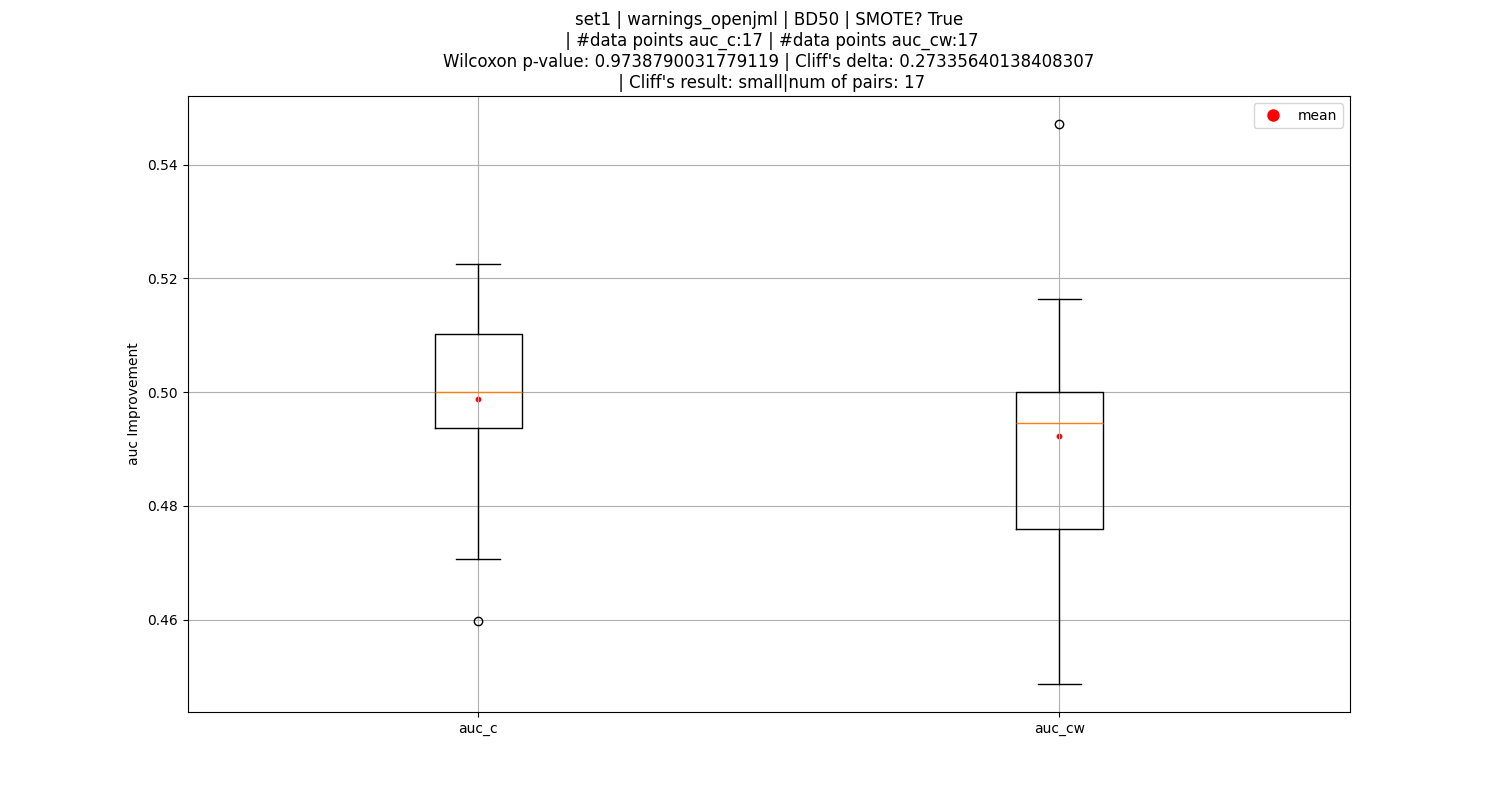 set1 | warnings_openjml | BD50 | SMOTE? True
| #data points auc_c:17 | #data points auc_cw:17
Wilcoxon p-value: 0.9738790031779119 | Cliff's delta: 0.27335640138408307
| Cliff's result: small|num of pairs: 17
mean
0.54
0.52
0.50
0.48
0.46
auc Improvement
auc_c
auc_cw